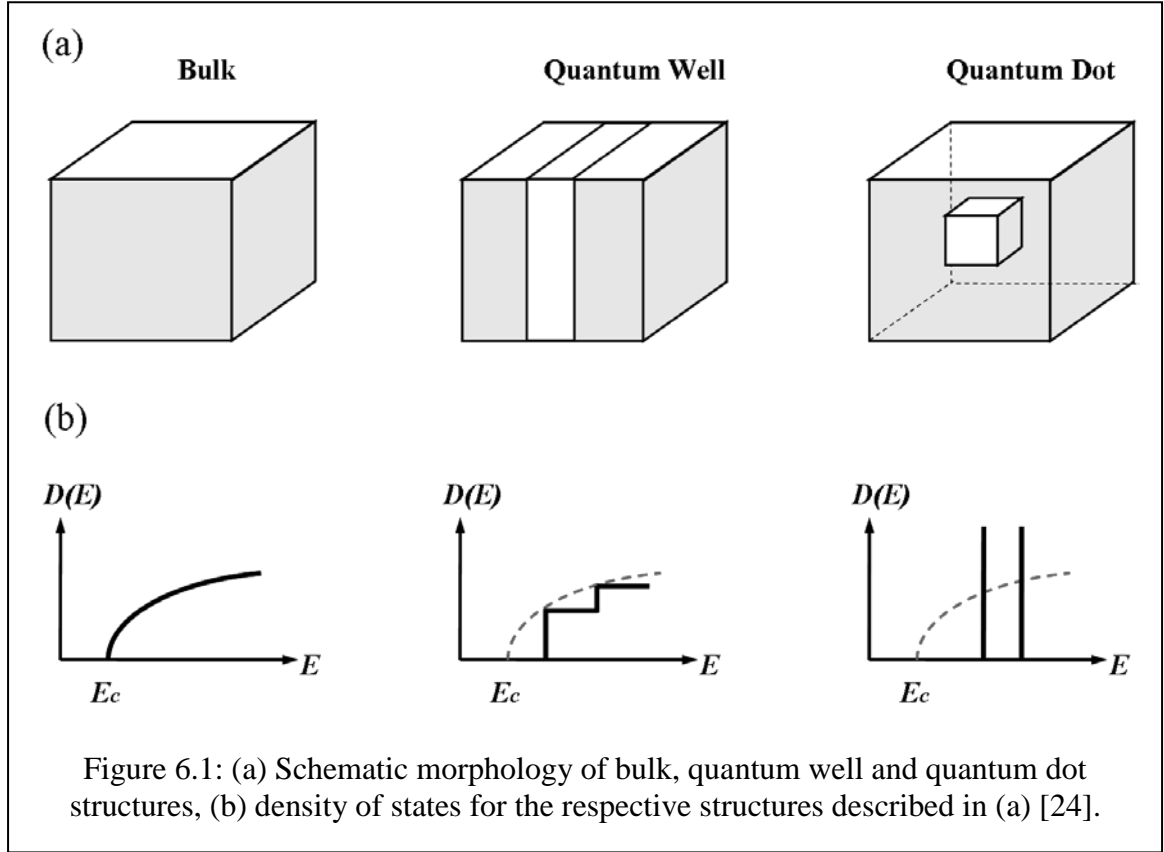 (a)
Bulk
Quantum Well
Quantum Dot
(b)
D(E)
E
Ec
D(E)
E
Ec
D(E)
E
Ec
Figure 6.1: (a) Schematic morphology of bulk, quantum well and quantum dot
structures, (b) density of states for the respective structures described in (a) [24].